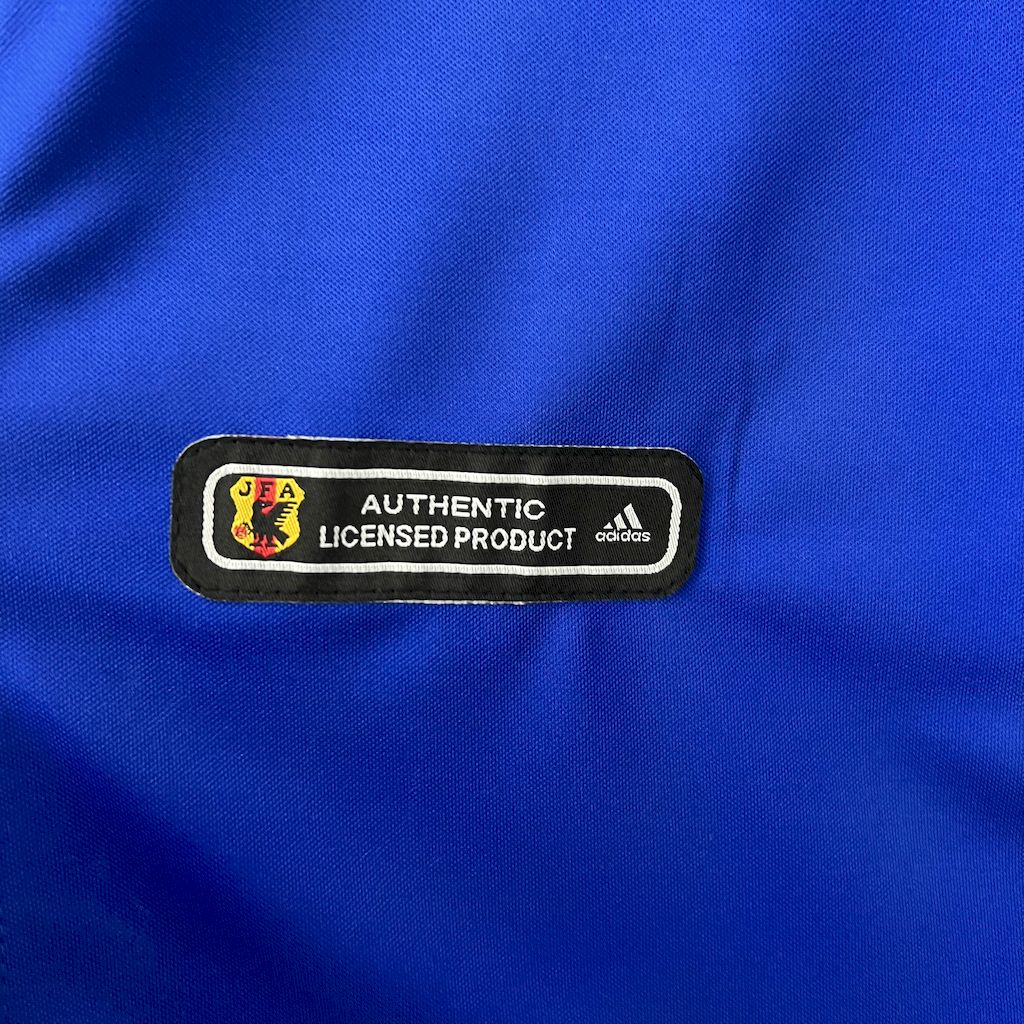 JFA
AUTHENTIC
LICENSED PRODUCT
adidas